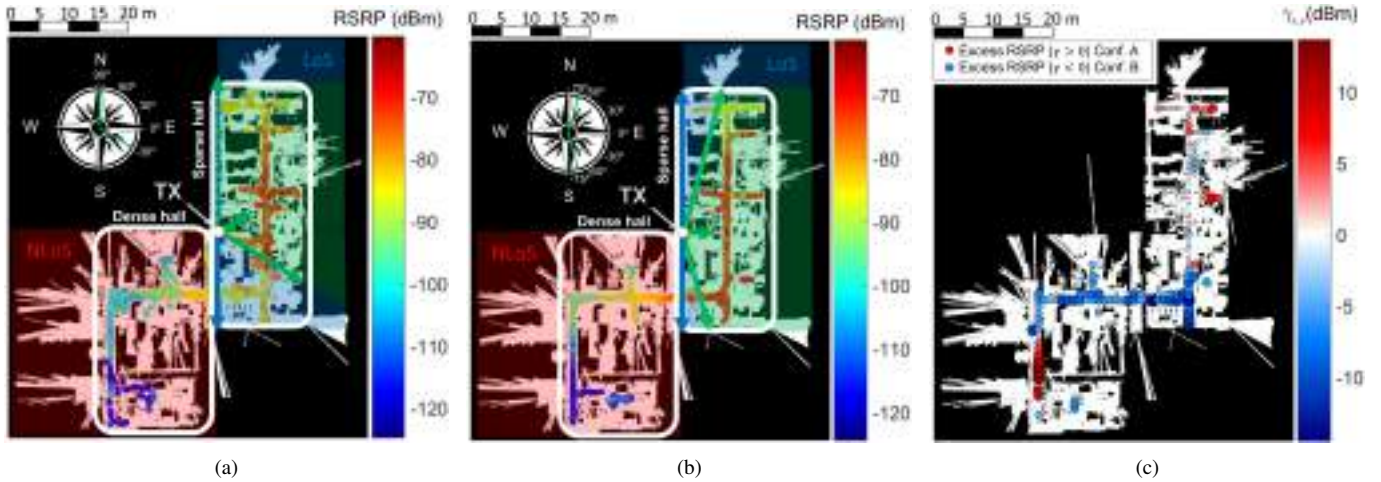 0 5 10 15 20 m
RSRP (dBm)
LoS
N
W
E
S
Sparse hall
TX
Dense hall
NLoS
-70
-80
-90
-100
-110
-120
(a)
0 5 10 15 20 m
RSRP (dBm)
LoS
N
W
E
S
Sparse hall
TX
Dense hall
NLoS
-70
-80
-90
-100
-110
-120
(b)
0 5 10 15 20 m
(dBm)
Excess RSRP (γ > 0) Conf. A
Excess RSRP (γ < 0) Conf. B
10
5
0
-5
-10
(c)